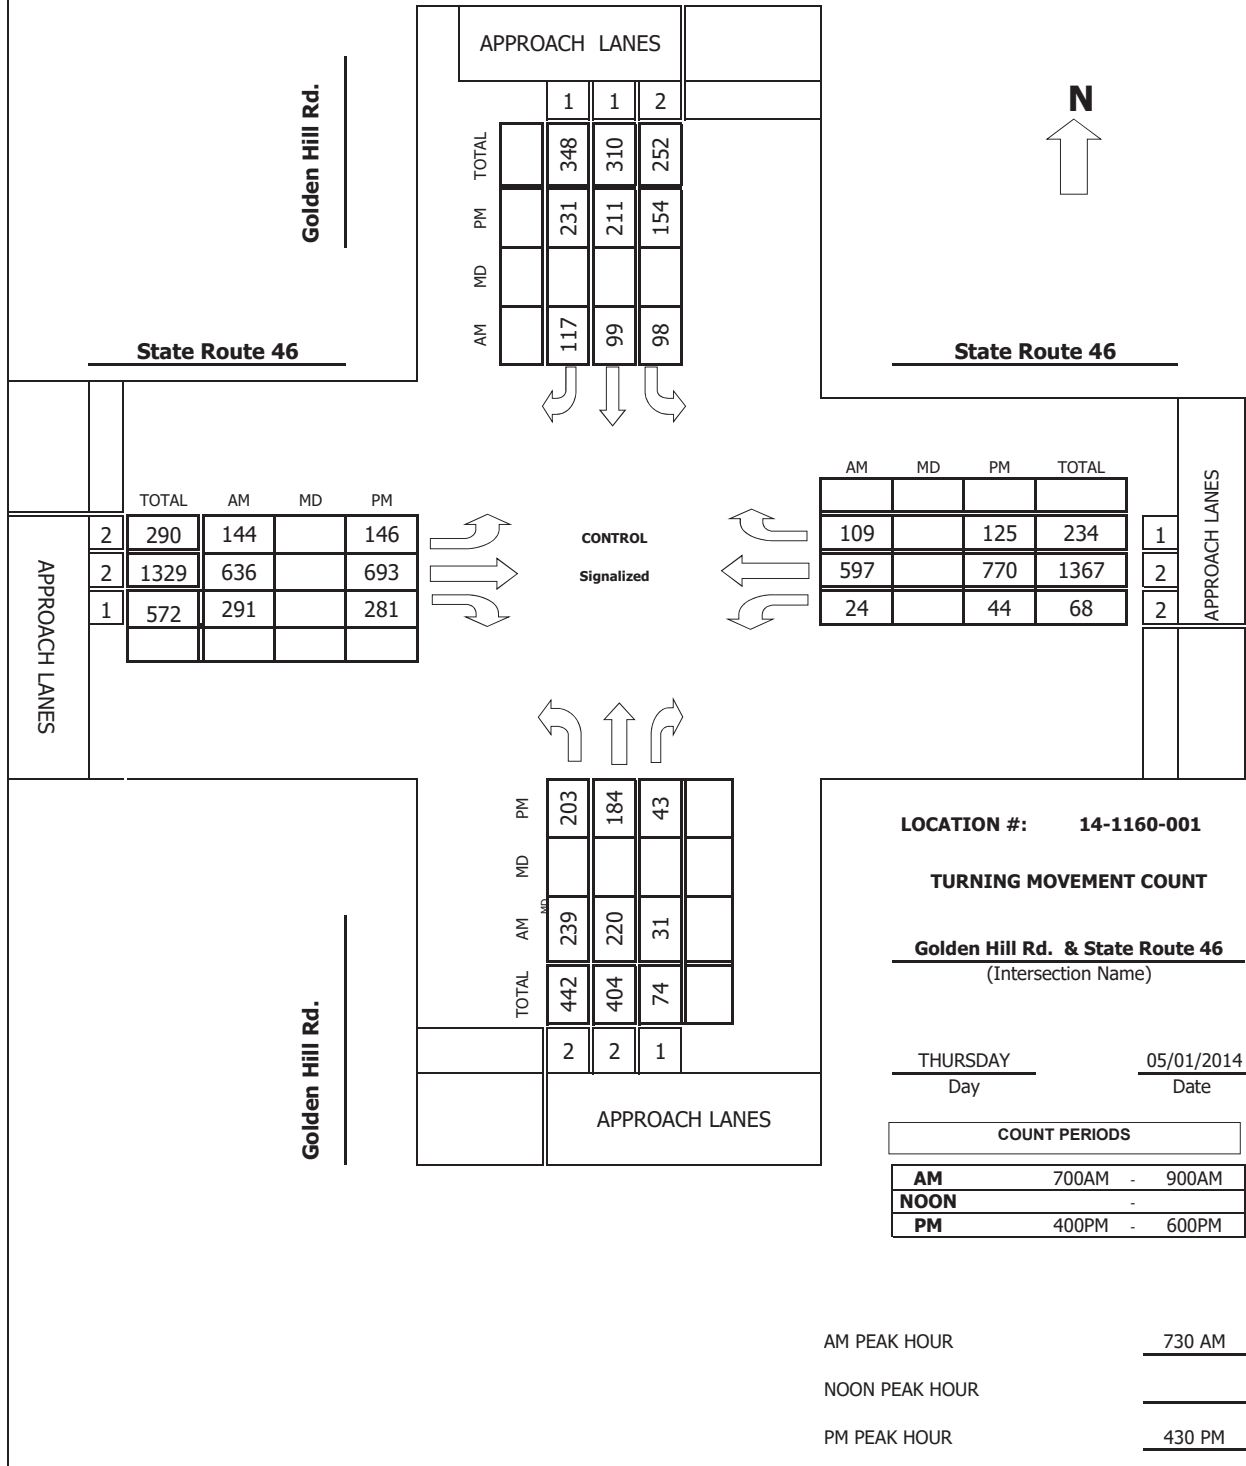 APPROACH LANES
1 1 2
Golden Hill Rd.
N
TOTAL 348 310 252
PM 231 211 154
MD
AM 117 99 98
State Route 46
State Route 46
AM MD PM TOTAL
TOTAL AM MD PM
2 290 144 146
CONTROL
109 125 234 1
2 1329 636 693
Signalized
597 770 1367 2
1 572 291 281
24 44 68 2
APPROACH LANES
APPROACH LANES
PM 203 184 43
MD
MD
AM 239 220 31
TOTAL 442 404 74
2 2 1
APPROACH LANES
Golden Hill Rd.
LOCATION #: 14-1160-001
TURNING MOVEMENT COUNT
Golden Hill Rd. & State Route 46
(Intersection Name)
THURSDAY 05/01/2014
Day Date
COUNT PERIODS
AM 700AM - 900AM
NOON -
PM 400PM - 600PM
AM PEAK HOUR 730 AM
NOON PEAK HOUR
PM PEAK HOUR 430 PM